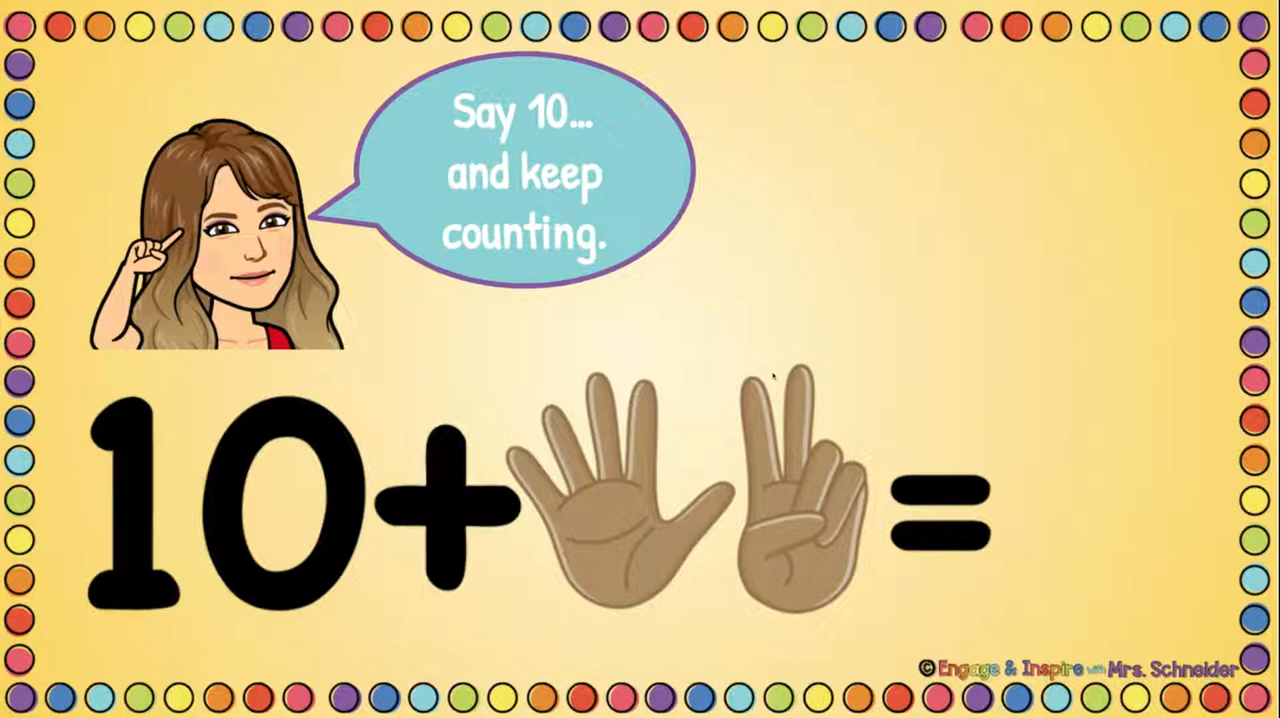 Say 10...
and keep
counting.
10+ =
© Engage & Inspire with Mrs. Schneider